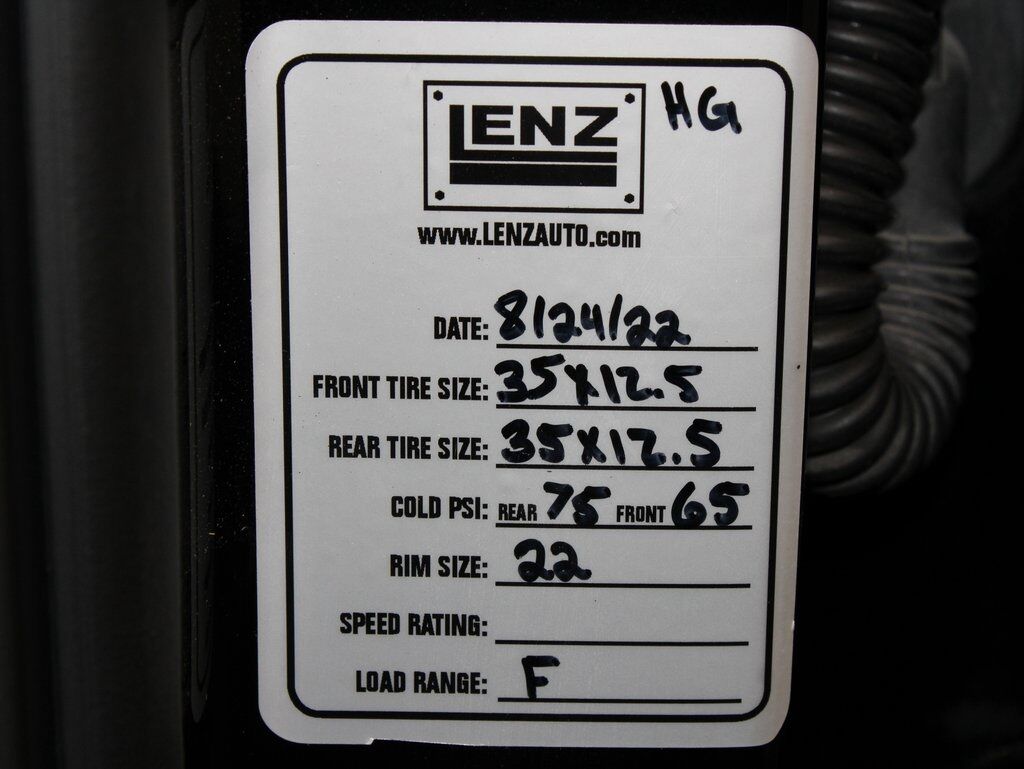 LENZ HG
www.LENZAUTO.com
DATE: 8/24/22
FRONT TIRE SIZE: 35X12.5
REAR TIRE SIZE: 35X12.5
COLD PSI: REAR 75 FRONT 65
RIM SIZE: 22
SPEED RATING:
LOAD RANGE: F